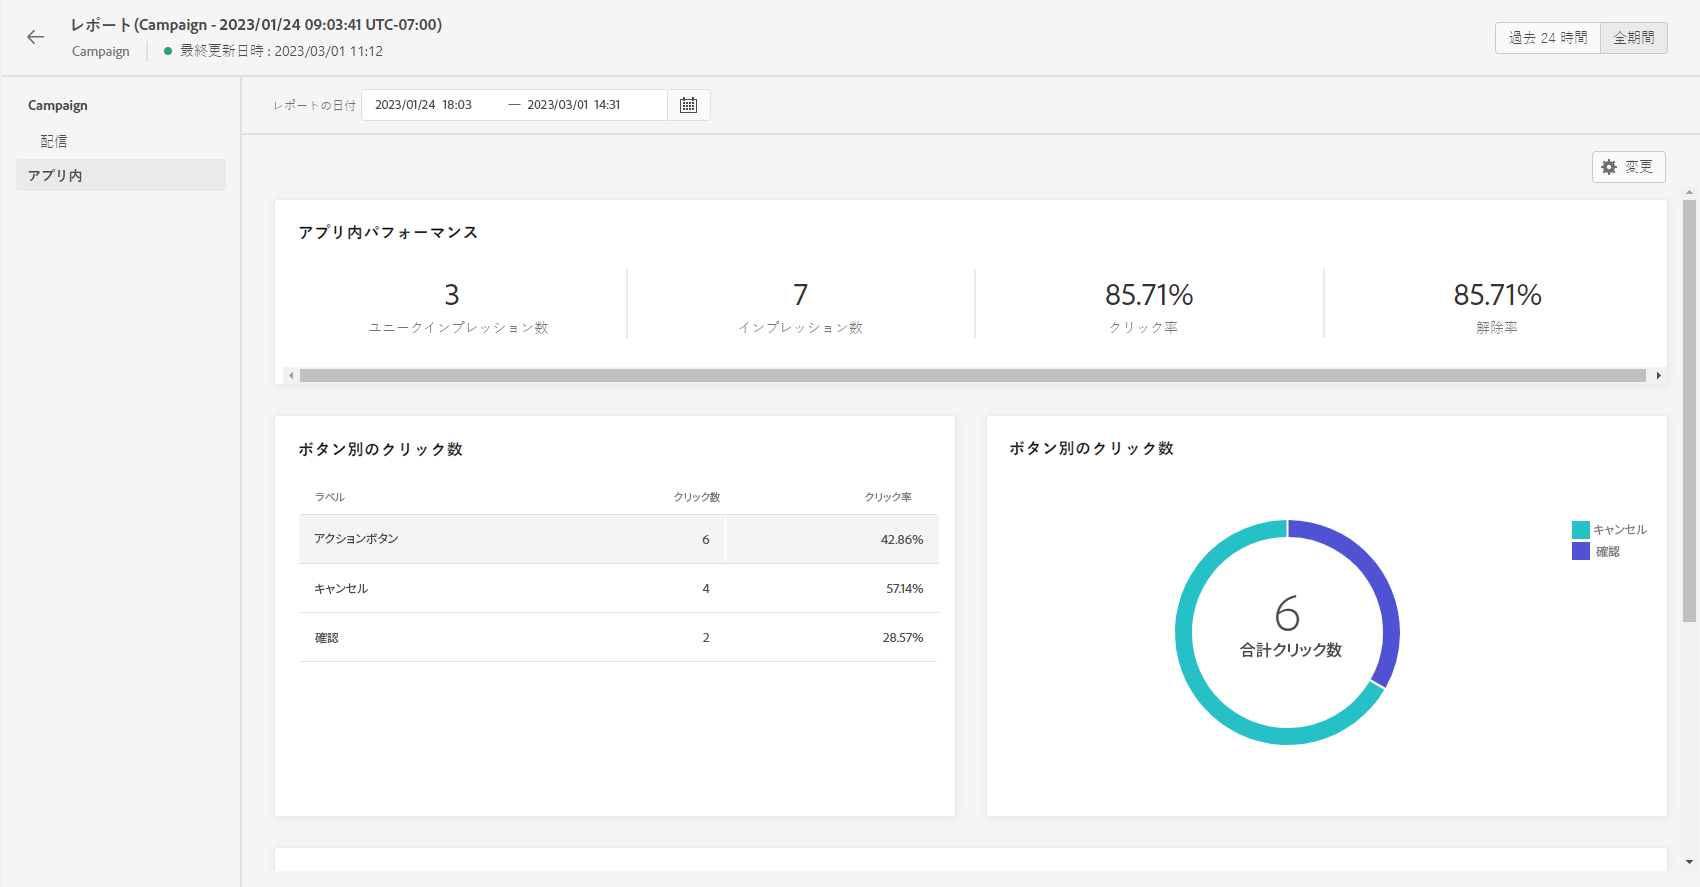 レポート(Campaign - 2023/01/24 09:03:41 UTC-07:00)
Campaign
最終更新日時 : 2023/03/01 11:12
過去 24 時間
全期間
Campaign
配信
アプリ内
レポートの日付
2023/01/24 18:03 — 2023/03/01 14:31
変更
アプリ内パフォーマンス
3
ユニークインプレッション数
7
インプレッション数
85.71%
クリック率
85.71%
解除率
ボタン別のクリック数
ラベル クリック数 クリック率
アクションボタン 6 42.86%
キャンセル 4 57.14%
確認 2 28.57%
ボタン別のクリック数
キャンセル
確認
6
合計クリック数